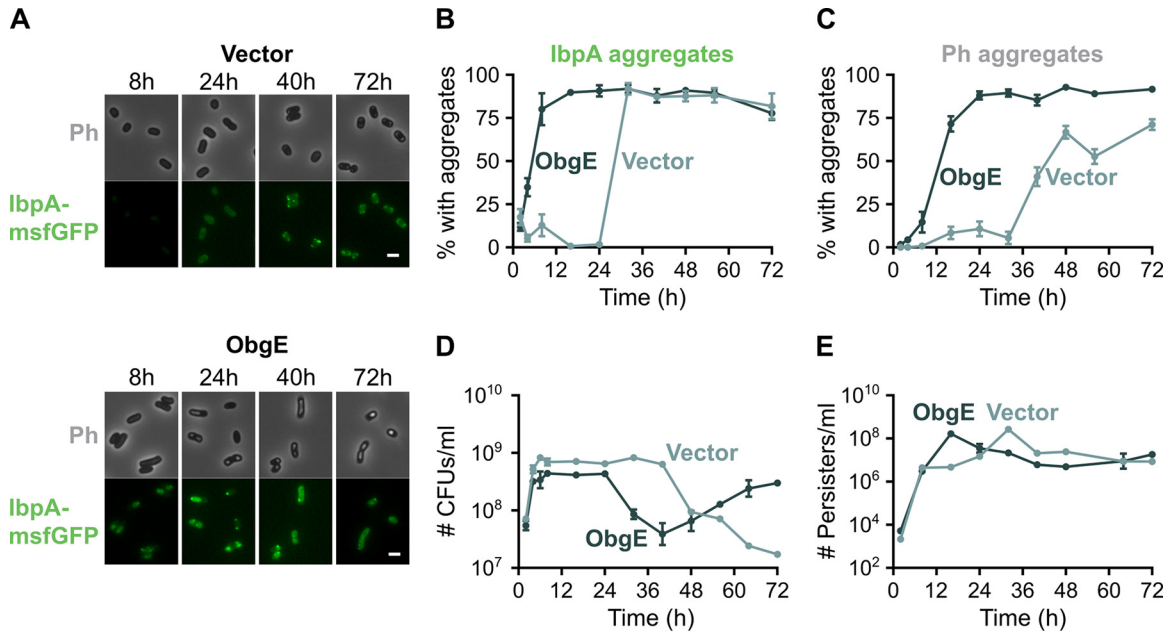 A
Vector
8h 24h 40h 72h
Ph
IbpA-
msfGFP
ObgE
8h 24h 40h 72h
Ph
IbpA-
msfGFP
B
IbpA aggregates
% with aggregates
100
75
50
25
0
ObgE Vector
0 12 24 36 48 60 72
Time (h)
C
Ph aggregates
% with aggregates
100
75
50
25
0
ObgE
Vector
0 12 24 36 48 60 72
Time (h)
D
# CFUs/ml
10^10
10^9
10^8
10^7
Vector
ObgE
0 12 24 36 48 60 72
Time (h)
E
# Persisters/ml
10^10
10^8
10^6
10^4
10^2
ObgE Vector
0 12 24 36 48 60 72
Time (h)